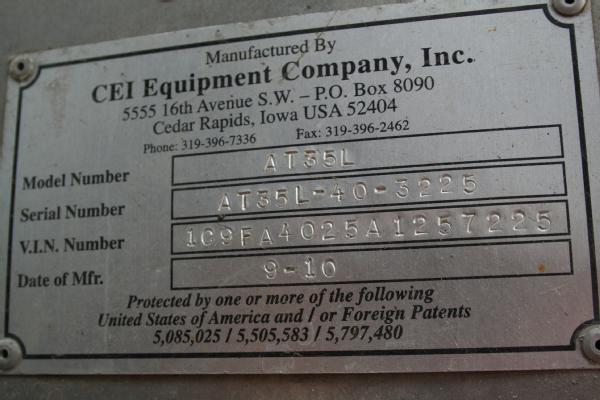 Manufactured By
CEI Equipment Company, Inc.
5555 16th Avenue S.W. – P.O. Box 8090
Cedar Rapids, Iowa USA 52404
Phone: 319-396-7336 Fax: 319-396-2462
Model Number AT35L
Serial Number AT35L-40-3225
V.I.N. Number 1C9FA4025A1257225
Date of Mfr. 9-10
Protected by one or more of the following
United States of America and / or Foreign Patents
5,085,025 / 5,505,583 / 5,797,480